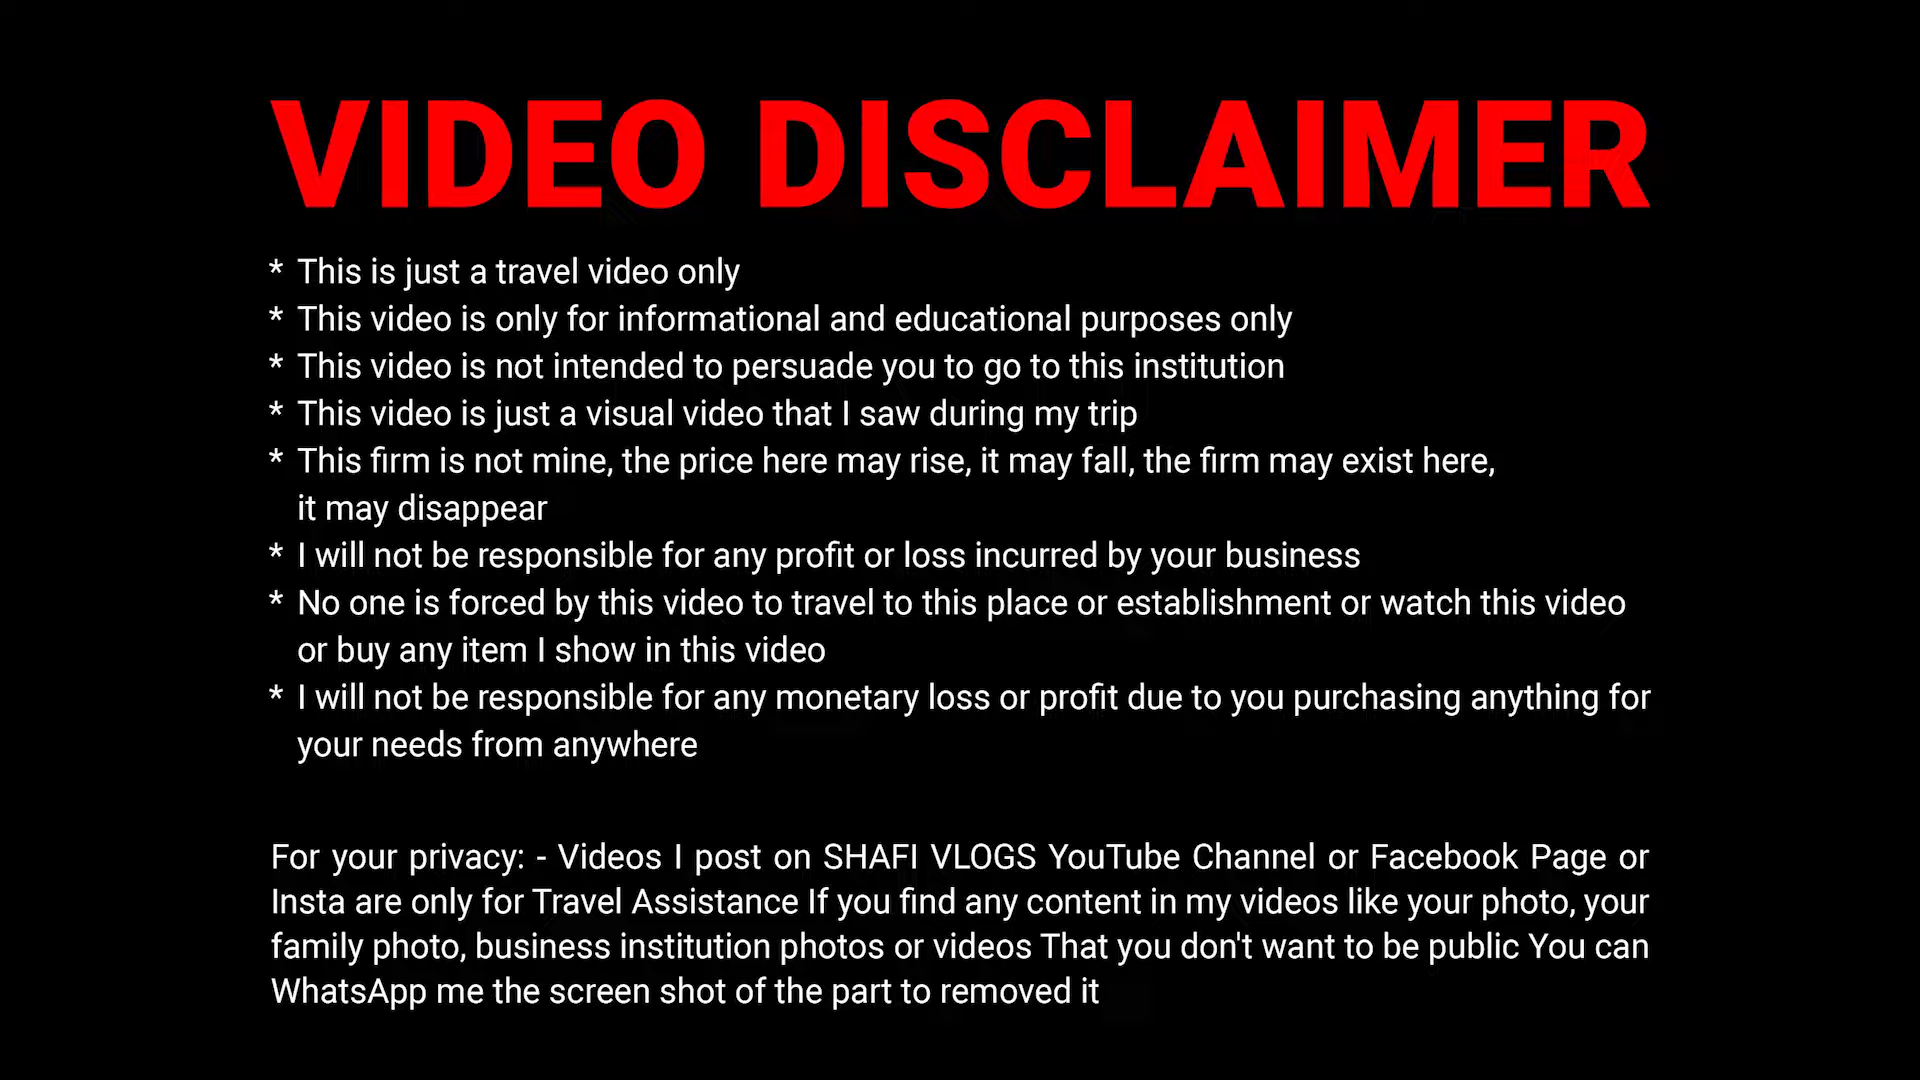 VIDEO DISCLAIMER
* This is just a travel video only
* This video is only for informational and educational purposes only
* This video is not intended to persuade you to go to this institution
* This video is just a visual video that I saw during my trip
* This firm is not mine, the price here may rise, it may fall, the firm may exist here,
it may disappear
* I will not be responsible for any profit or loss incurred by your business
* No one is forced by this video to travel to this place or establishment or watch this video
or buy any item I show in this video
* I will not be responsible for any monetary loss or profit due to you purchasing anything for
your needs from anywhere
For your privacy: - Videos I post on SHAFI VLOGS YouTube Channel or Facebook Page or
Insta are only for Travel Assistance If you find any content in my videos like your photo, your
family photo, business institution photos or videos That you don't want to be public You can
WhatsApp me the screen shot of the part to removed it